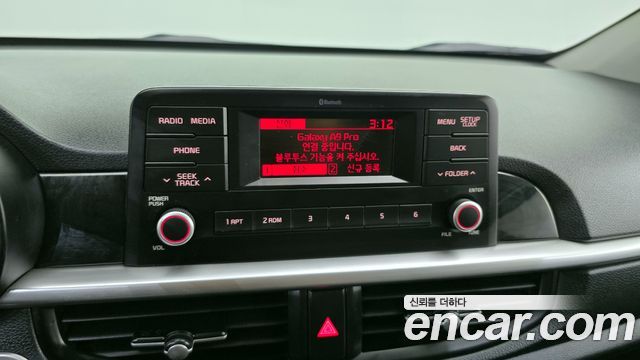 Bluetooth
RADIO MEDIA
MENU SETUP
CLOCK
3:12
Galaxy A9 Pro
연결 중입니다.
블루투스 기능을 켜 주십시오.
2 신규 등록
PHONE
BACK
SEEK
TRACK
FOLDER
POWER
PUSH
ENTER
1 RPT 2 RDM 3 4 5 6
VOL
FILE TUNE
신뢰를 더하다
encar.com